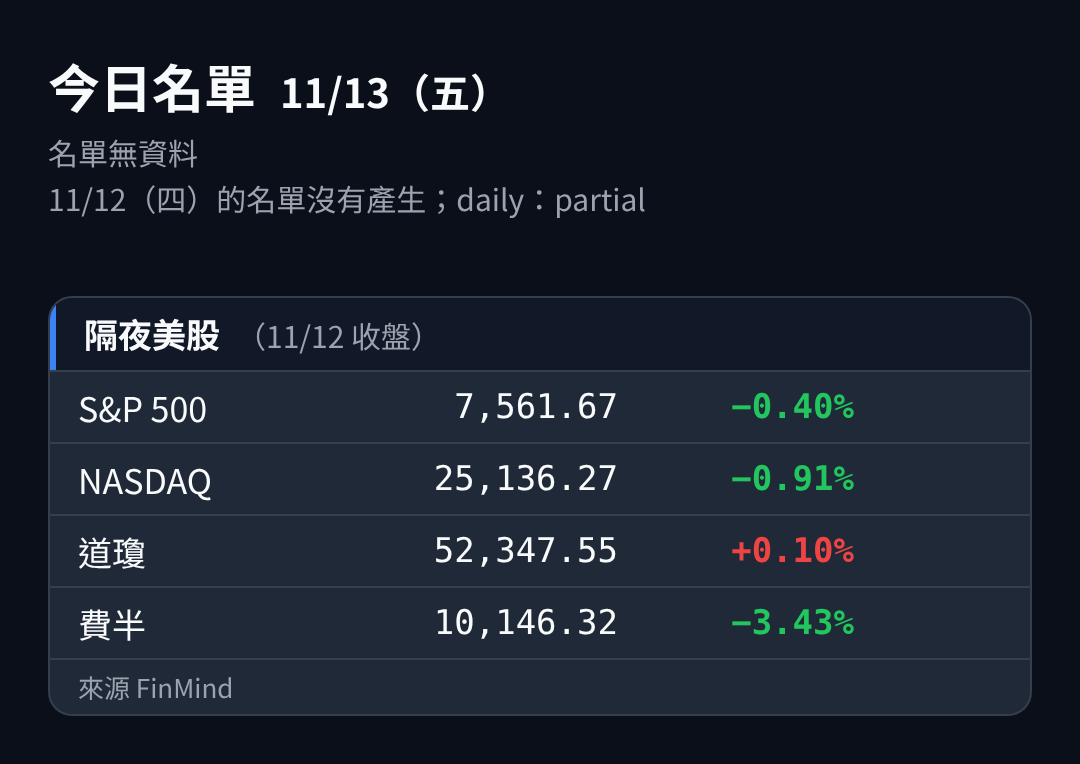 今日名單 11/13（五）
名單無資料
11/12（四）的名單沒有產生；daily：partial
隔夜美股 （11/12 收盤）
S&P 500 7,561.67 −0.40%
NASDAQ 25,136.27 −0.91%
道瓊 52,347.55 +0.10%
費半 10,146.32 −3.43%
來源 FinMind